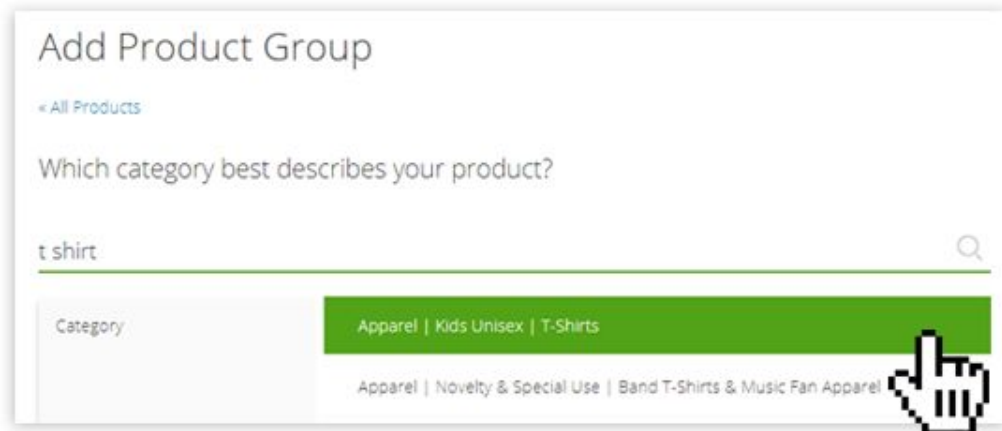 Add Product Group
« All Products
Which category best describes your product?
t shirt
Category
Apparel | Kids Unisex | T-Shirts
Apparel | Novelty & Special Use | Band T-Shirts & Music Fan Apparel